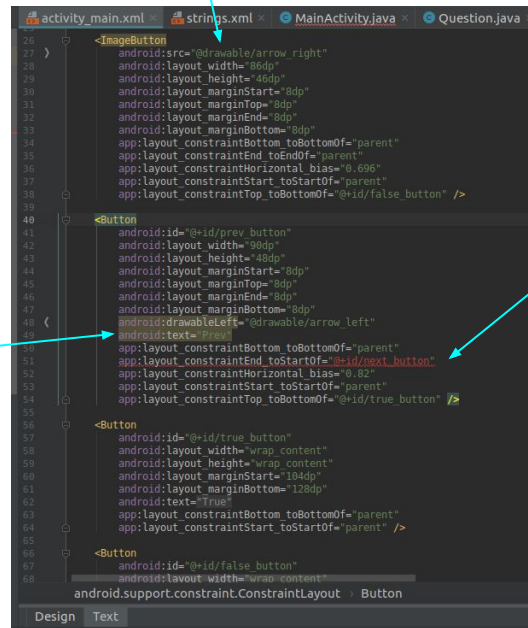 activity_main.xml × strings.xml × MainActivity.java × Question.java
26 <ImageButton
27 android:src="@drawable/arrow_right"
28 android:layout_width="86dp"
29 android:layout_height="46dp"
30 android:layout_marginStart="8dp"
31 android:layout_marginTop="8dp"
32 android:layout_marginEnd="8dp"
33 android:layout_marginBottom="8dp"
34 app:layout_constraintBottom_toBottomOf="parent"
35 app:layout_constraintEnd_toEndOf="parent"
36 app:layout_constraintHorizontal_bias="0.696"
37 app:layout_constraintStart_toStartOf="parent"
38 app:layout_constraintTop_toBottomOf="@+id/false_button" />
39
40 <Button
41 android:id="@+id/prev_button"
42 android:layout_width="90dp"
43 android:layout_height="48dp"
44 android:layout_marginStart="8dp"
45 android:layout_marginTop="8dp"
46 android:layout_marginEnd="8dp"
47 android:layout_marginBottom="8dp"
48 android:drawableLeft="@drawable/arrow_left"
49 android:text="Prev"
50 app:layout_constraintBottom_toBottomOf="parent"
51 app:layout_constraintEnd_toStartOf="@+id/next_button"
52 app:layout_constraintHorizontal_bias="0.82"
53 app:layout_constraintStart_toStartOf="parent"
54 app:layout_constraintTop_toBottomOf="@+id/true_button" />
55
56 <Button
57 android:id="@+id/true_button"
58 android:layout_width="wrap_content"
59 android:layout_height="wrap_content"
60 android:layout_marginStart="104dp"
61 android:layout_marginBottom="128dp"
62 android:text="True"
63 app:layout_constraintBottom_toBottomOf="parent"
64 app:layout_constraintStart_toStartOf="parent" />
65
66 <Button
67 android:id="@+id/false_button"
68 android:layout_width="wrap_content"
android.support.constraint.ConstraintLayout › Button
Design Text